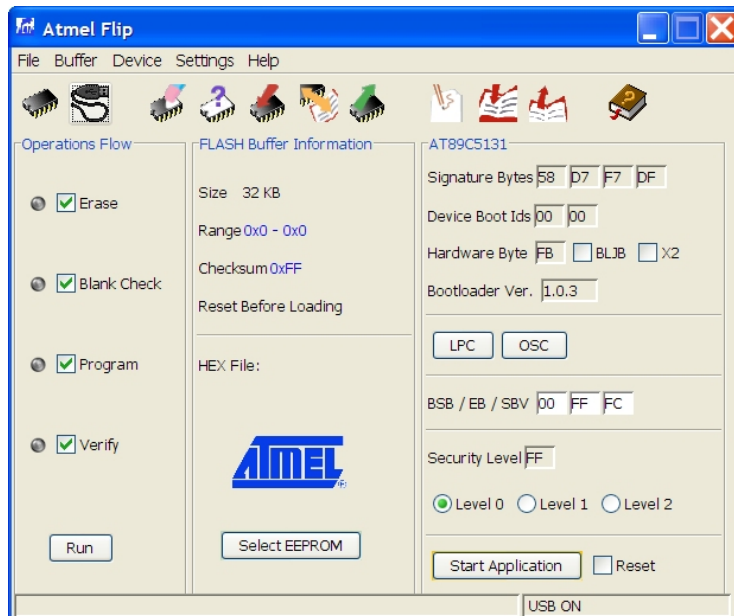 Atmel Flip
File Buffer Device Settings Help
Operations Flow
Erase
Blank Check
Program
Verify
Run
FLASH Buffer Information
Size 32 KB
Range 0x0 - 0x0
Checksum 0xFF
Reset Before Loading
HEX File:
ATMEL
Select EEPROM
AT89C5131
Signature Bytes 58 D7 F7 DF
Device Boot Ids 00 00
Hardware Byte FB BLJB X2
Bootloader Ver. 1.0.3
LPC OSC
BSB / EB / SBV 00 FF FC
Security Level FF
Level 0 Level 1 Level 2
Start Application Reset
USB ON